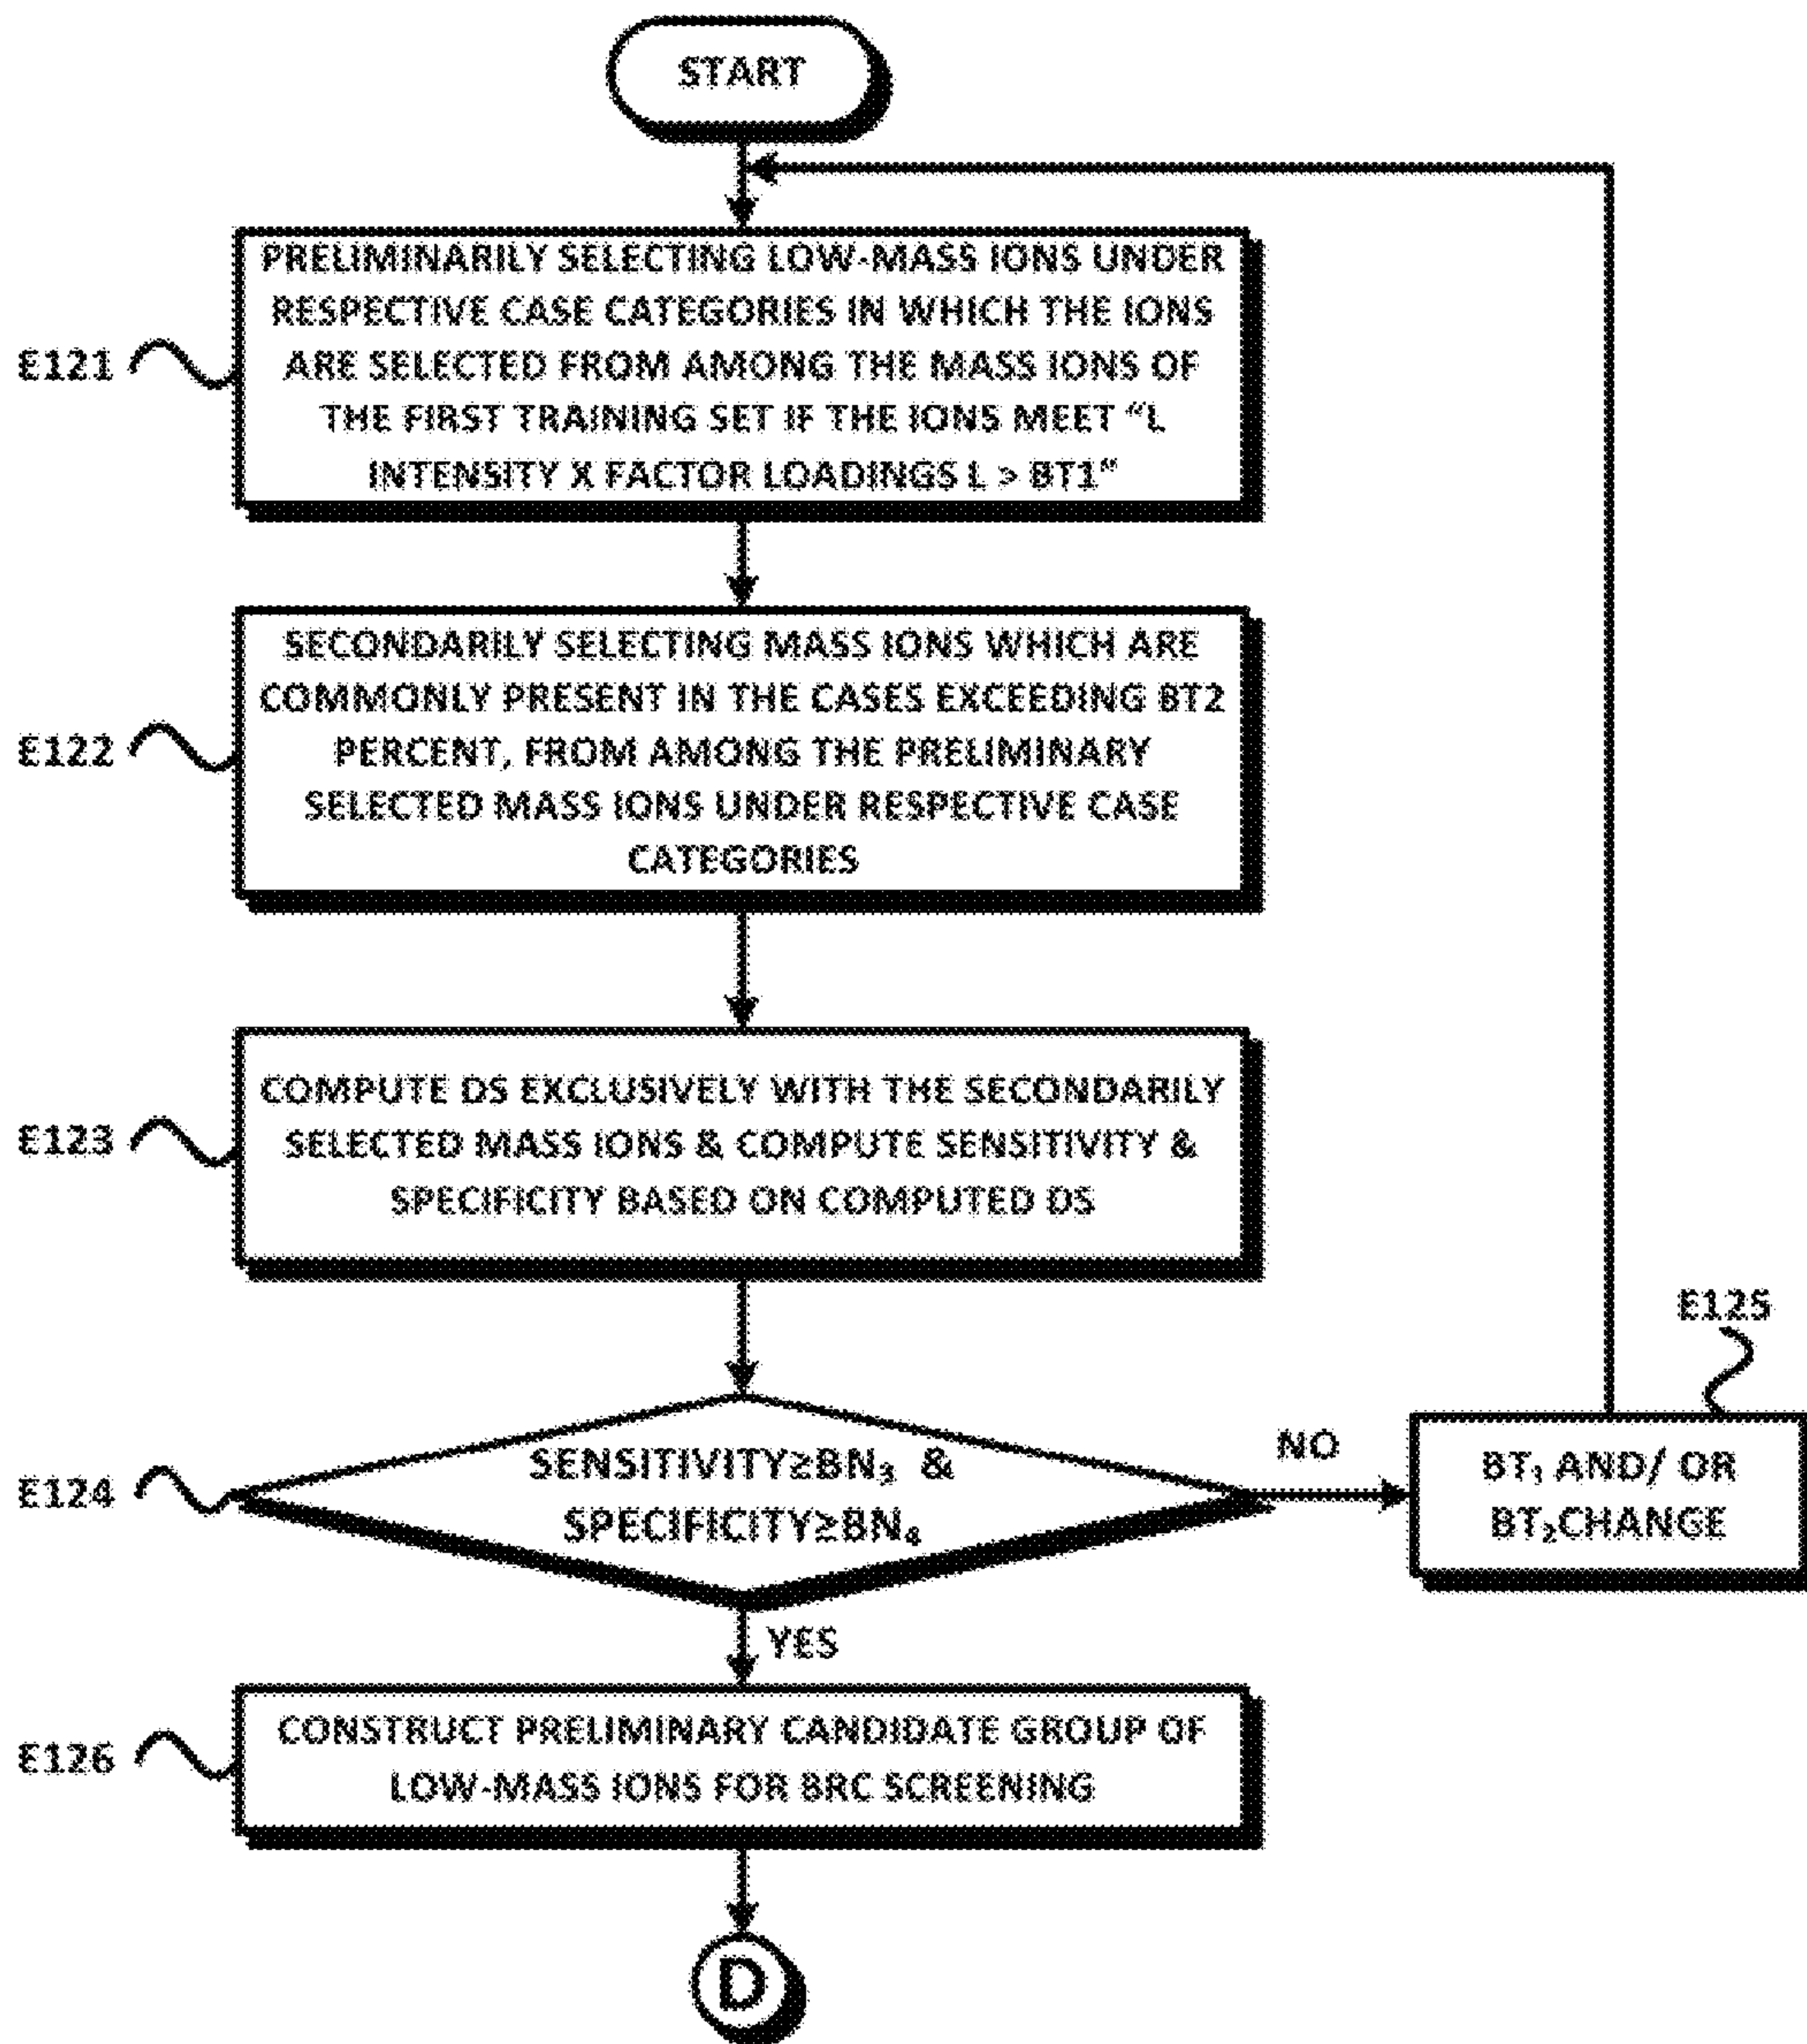 START
PRELIMINARILY SELECTING LOW-MASS IONS UNDER
RESPECTIVE CASE CATEGORIES IN WHICH THE IONS
ARE SELECTED FROM AMONG THE MASS IONS OF
THE FIRST TRAINING SET IF THE IONS MEET “L
INTENSITY X FACTOR LOADINGS L > BT1“
E121
SECONDARILY SELECTING MASS IONS WHICH ARE
COMMONLY PRESENT IN THE CASES EXCEEDING BT2
PERCENT, FROM AMONG THE PRELIMINARY
SELECTED MASS IONS UNDER RESPECTIVE CASE
CATEGORIES
E122
COMPUTE DS EXCLUSIVELY WITH THE SECONDARILY
SELECTED MASS IONS & COMPUTE SENSITIVITY &
SPECIFICITY BASED ON COMPUTED DS
E123
SENSITIVITY≥BN₃ &
SPECIFICITY≥BN₄
E124
NO
E125
BT₁ AND/ OR
BT₂CHANGE
YES
CONSTRUCT PRELIMINARY CANDIDATE GROUP OF
LOW-MASS IONS FOR BRC SCREENING
E126
D